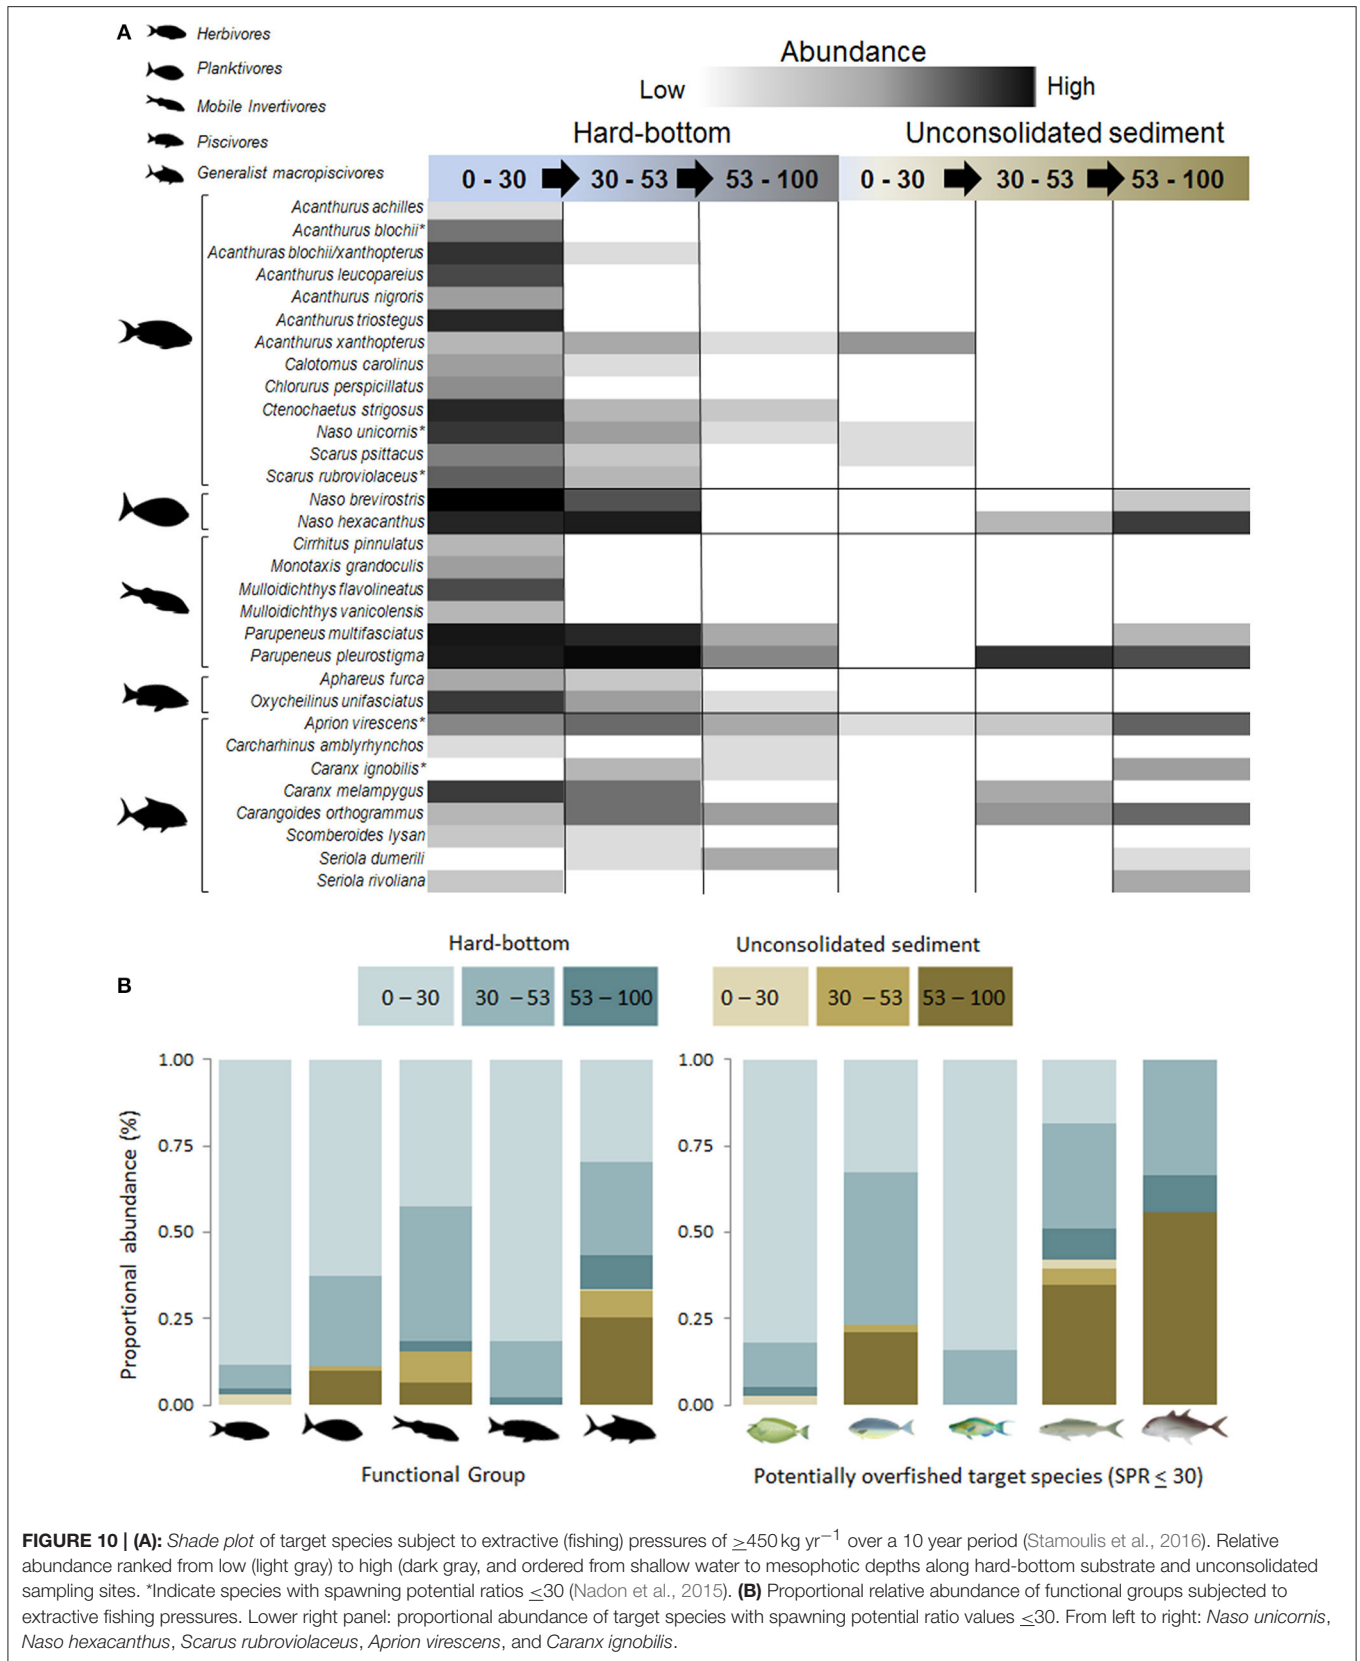 A
Herbivores
Planktivores
Mobile Invertivores
Piscivores
Generalist macropiscivores
Abundance
Low
High
Hard-bottom
Unconsolidated sediment
0 - 30
30 - 53
53 - 100
0 - 30
30 - 53
53 - 100
Acanthurus achilles
Acanthurus blochii*
Acanthuras blochii/xanthopterus
Acanthurus leucopareius
Acanthurus nigroris
Acanthurus triostegus
Acanthurus xanthopterus
Calotomus carolinus
Chlorurus perspicillatus
Ctenochaetus strigosus
Naso unicornis*
Scarus psittacus
Scarus rubroviolaceus*
Naso brevirostris
Naso hexacanthus
Cirrhitus pinnulatus
Monotaxis grandoculis
Mulloidichthys flavolineatus
Mulloidichthys vanicolensis
Parupeneus multifasciatus
Parupeneus pleurostigma
Aphareus furca
Oxycheilinus unifasciatus
Aprion virescens*
Carcharhinus amblyrhynchos
Caranx ignobilis*
Caranx melampygus
Carangoides orthogrammus
Scomberoides lysan
Seriola dumerili
Seriola rivoliana
B
Hard-bottom
Unconsolidated sediment
0 – 30
30 – 53
53 – 100
0 – 30
30 – 53
53 – 100
Proportional abundance (%)
1.00
0.75
0.50
0.25
0.00
1.00
0.75
0.50
0.25
0.00
Functional Group
Potentially overfished target species (SPR ≤ 30)
FIGURE 10 | (A): Shade plot of target species subject to extractive (fishing) pressures of ≥450 kg yr−1 over a 10 year period (Stamoulis et al., 2016). Relative
abundance ranked from low (light gray) to high (dark gray, and ordered from shallow water to mesophotic depths along hard-bottom substrate and unconsolidated
sampling sites. *Indicate species with spawning potential ratios ≤30 (Nadon et al., 2015). (B) Proportional relative abundance of functional groups subjected to
extractive fishing pressures. Lower right panel: proportional abundance of target species with spawning potential ratio values ≤30. From left to right: Naso unicornis,
Naso hexacanthus, Scarus rubroviolaceus, Aprion virescens, and Caranx ignobilis.